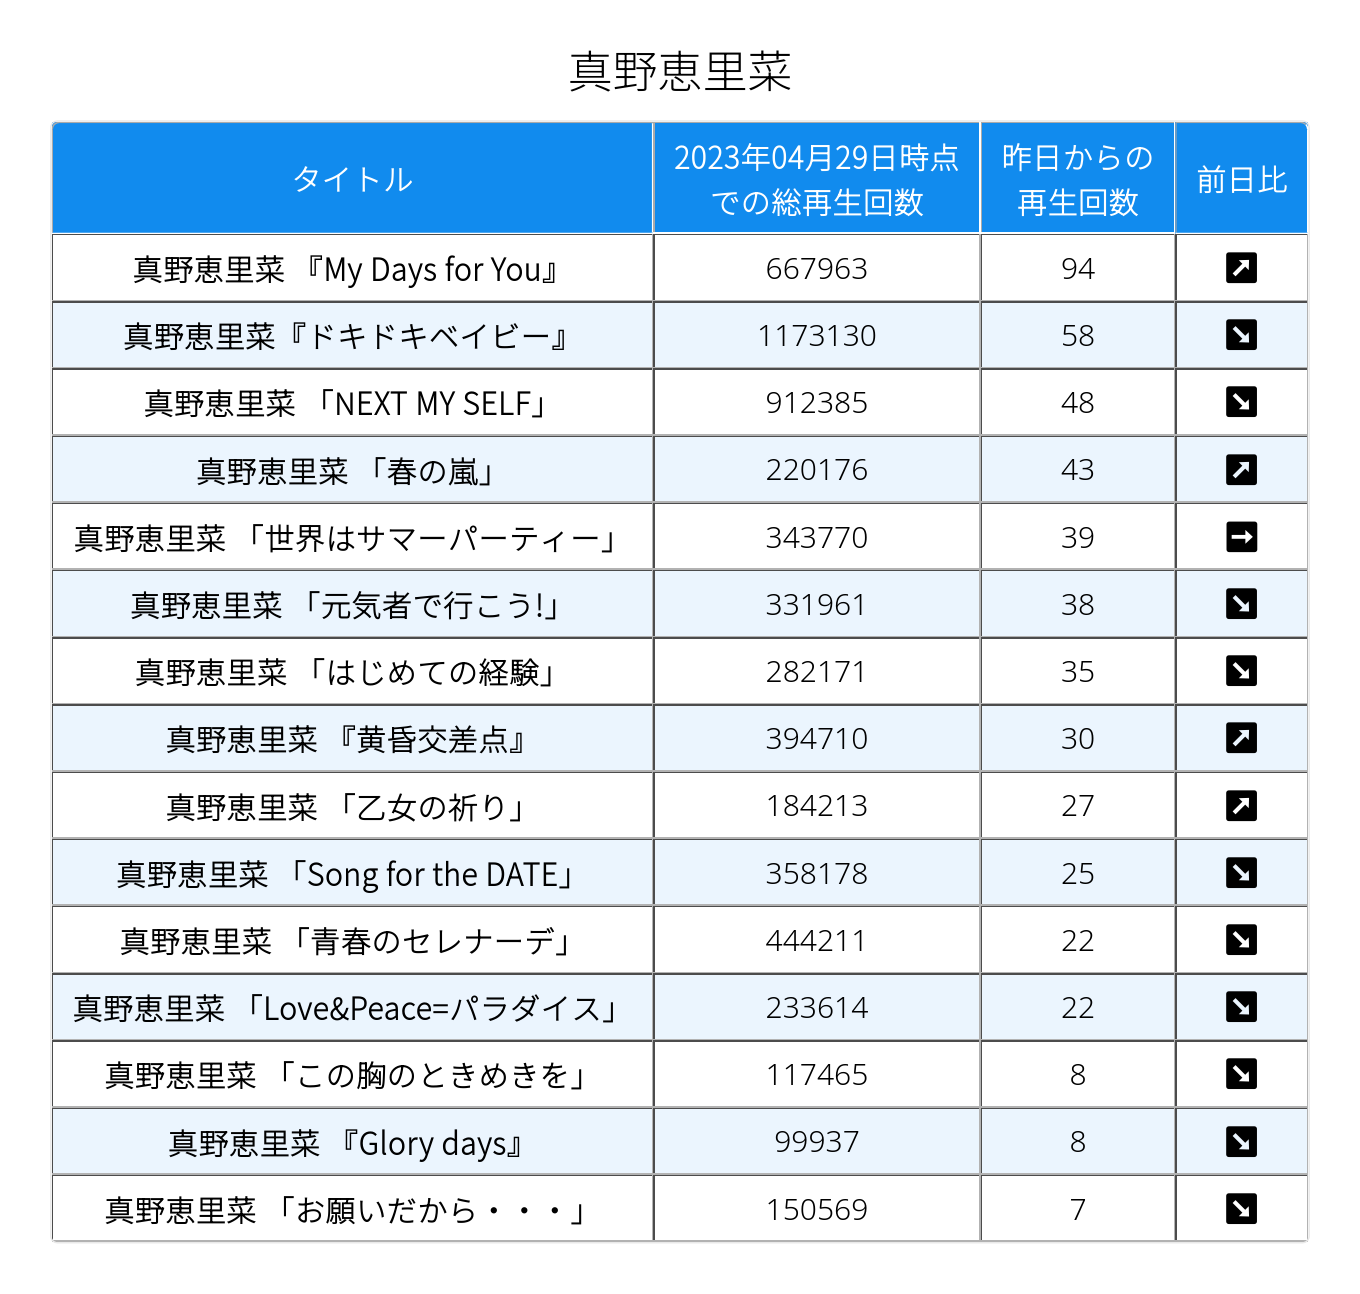 真野恵里菜
タイトル
2023年04月29日時点
での総再生回数
昨日からの
再生回数
前日比
真野恵里菜 『My Days for You』 667963 94 ↗
真野恵里菜『ドキドキベイビー』 1173130 58 ↘
真野恵里菜 「NEXT MY SELF」 912385 48 ↘
真野恵里菜 「春の嵐」 220176 43 ↗
真野恵里菜 「世界はサマーパーティー」 343770 39 →
真野恵里菜 「元気者で行こう!」 331961 38 ↘
真野恵里菜 「はじめての経験」 282171 35 ↘
真野恵里菜 『黄昏交差点』 394710 30 ↗
真野恵里菜 「乙女の祈り」 184213 27 ↗
真野恵里菜 「Song for the DATE」 358178 25 ↘
真野恵里菜 「青春のセレナーデ」 444211 22 ↘
真野恵里菜 「Love&Peace=パラダイス」 233614 22 ↘
真野恵里菜 「この胸のときめきを」 117465 8 ↘
真野恵里菜 『Glory days』 99937 8 ↘
真野恵里菜 「お願いだから・・・」 150569 7 ↘